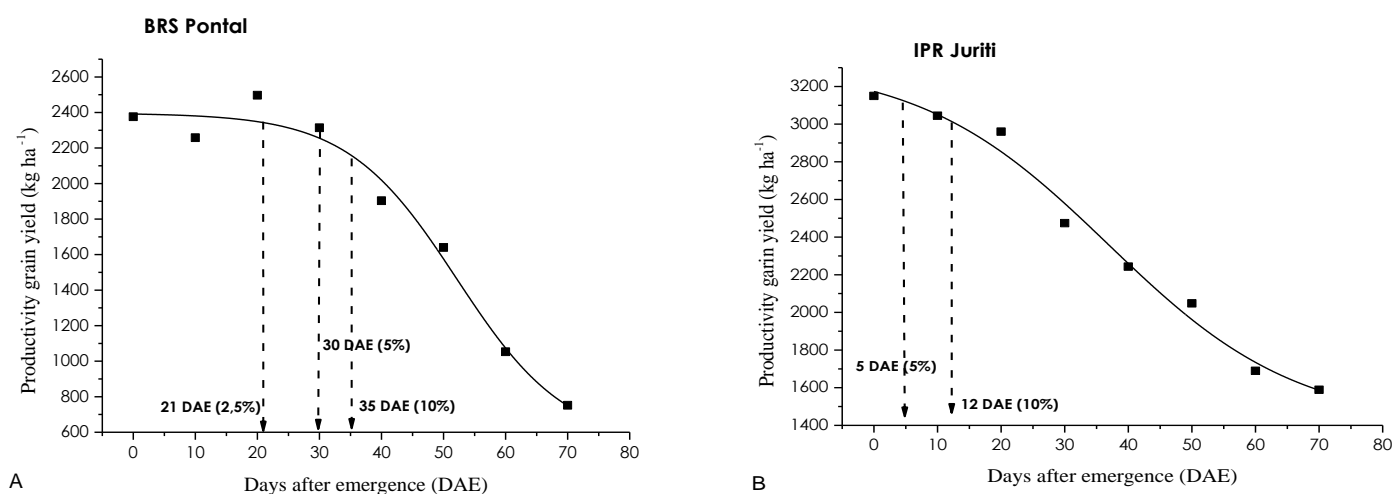 BRS Pontal
Productivity grain yield (kg ha⁻¹)
2600
2400
2200
2000
1800
1600
1400
1200
1000
800
600
30 DAE (5%)
21 DAE (2,5%)
35 DAE (10%)
0 10 20 30 40 50 60 70 80
Days after emergence (DAE)
A
IPR Juriti
Productivity garin yield (kg ha⁻¹)
3200
3000
2800
2600
2400
2200
2000
1800
1600
1400
5 DAE (5%)
12 DAE (10%)
0 10 20 30 40 50 60 70 80
Days after emergence (DAE)
B